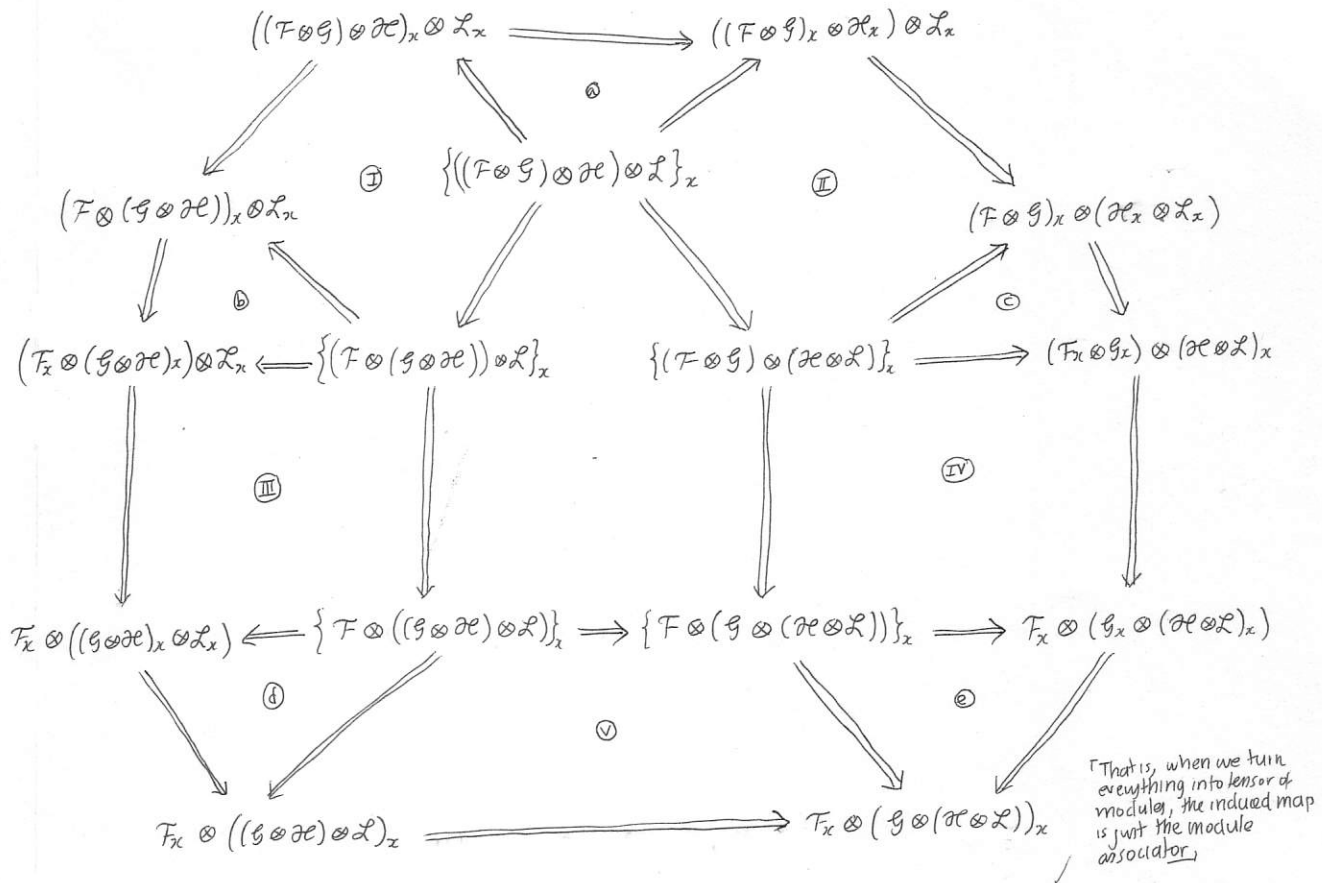 ((F⊗G)⊗ℋ)ₓ⊗ℒₓ ⟹ ((F⊗G)ₓ⊗ℋₓ)⊗ℒₓ
ⓐ
{((F⊗G)⊗ℋ)⊗ℒ}ₓ
Ⓘ
Ⅱ
(F⊗(G⊗ℋ))ₓ⊗ℒₓ
(F⊗G)ₓ⊗(ℋₓ⊗ℒₓ)
ⓑ
ⓒ
(Fₓ⊗(G⊗ℋ)ₓ)⊗ℒₓ ⟸ {(F⊗(G⊗ℋ))⊗ℒ}ₓ
{(F⊗G)⊗(ℋ⊗ℒ)}ₓ ⟹ (Fₓ⊗Gₓ)⊗(ℋ⊗ℒ)ₓ
Ⅲ
Ⅳ
Fₓ⊗((G⊗ℋ)ₓ⊗ℒₓ) ⟸ {F⊗((G⊗ℋ)⊗ℒ)}ₓ ⟹ {F⊗(G⊗(ℋ⊗ℒ))}ₓ ⟹ Fₓ⊗(Gₓ⊗(ℋ⊗ℒ)ₓ)
ⓓ
Ⓥ
ⓔ
Fₓ⊗((G⊗ℋ)⊗ℒ)ₓ ⟹ Fₓ⊗(G⊗(ℋ⊗ℒ))ₓ
「That is, when we turn
everything into tensor of
modules, the induced map
is just the module
associator」